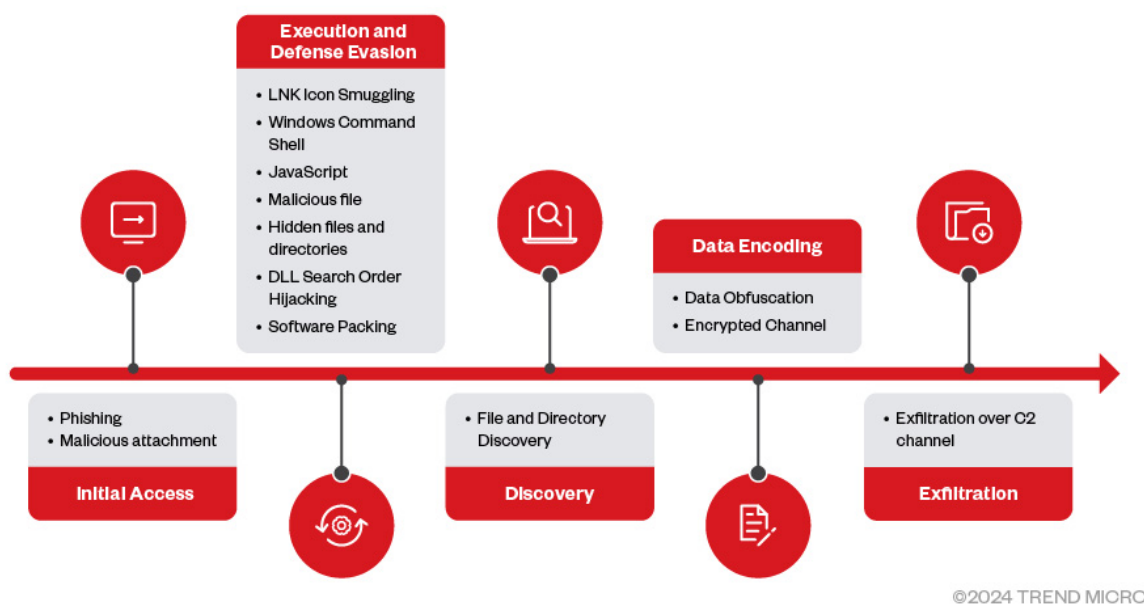 Execution and
Defense Evasion
• LNK Icon Smuggling
• Windows Command
Shell
• JavaScript
• Malicious file
• Hidden files and
directories
• DLL Search Order
Hijacking
• Software Packing
Data Encoding
• Data Obfuscation
• Encrypted Channel
• Phishing
• Malicious attachment
Initial Access
• File and Directory
Discovery
Discovery
• Exfiltration over C2
channel
Exfiltration
©2024 TREND MICRO